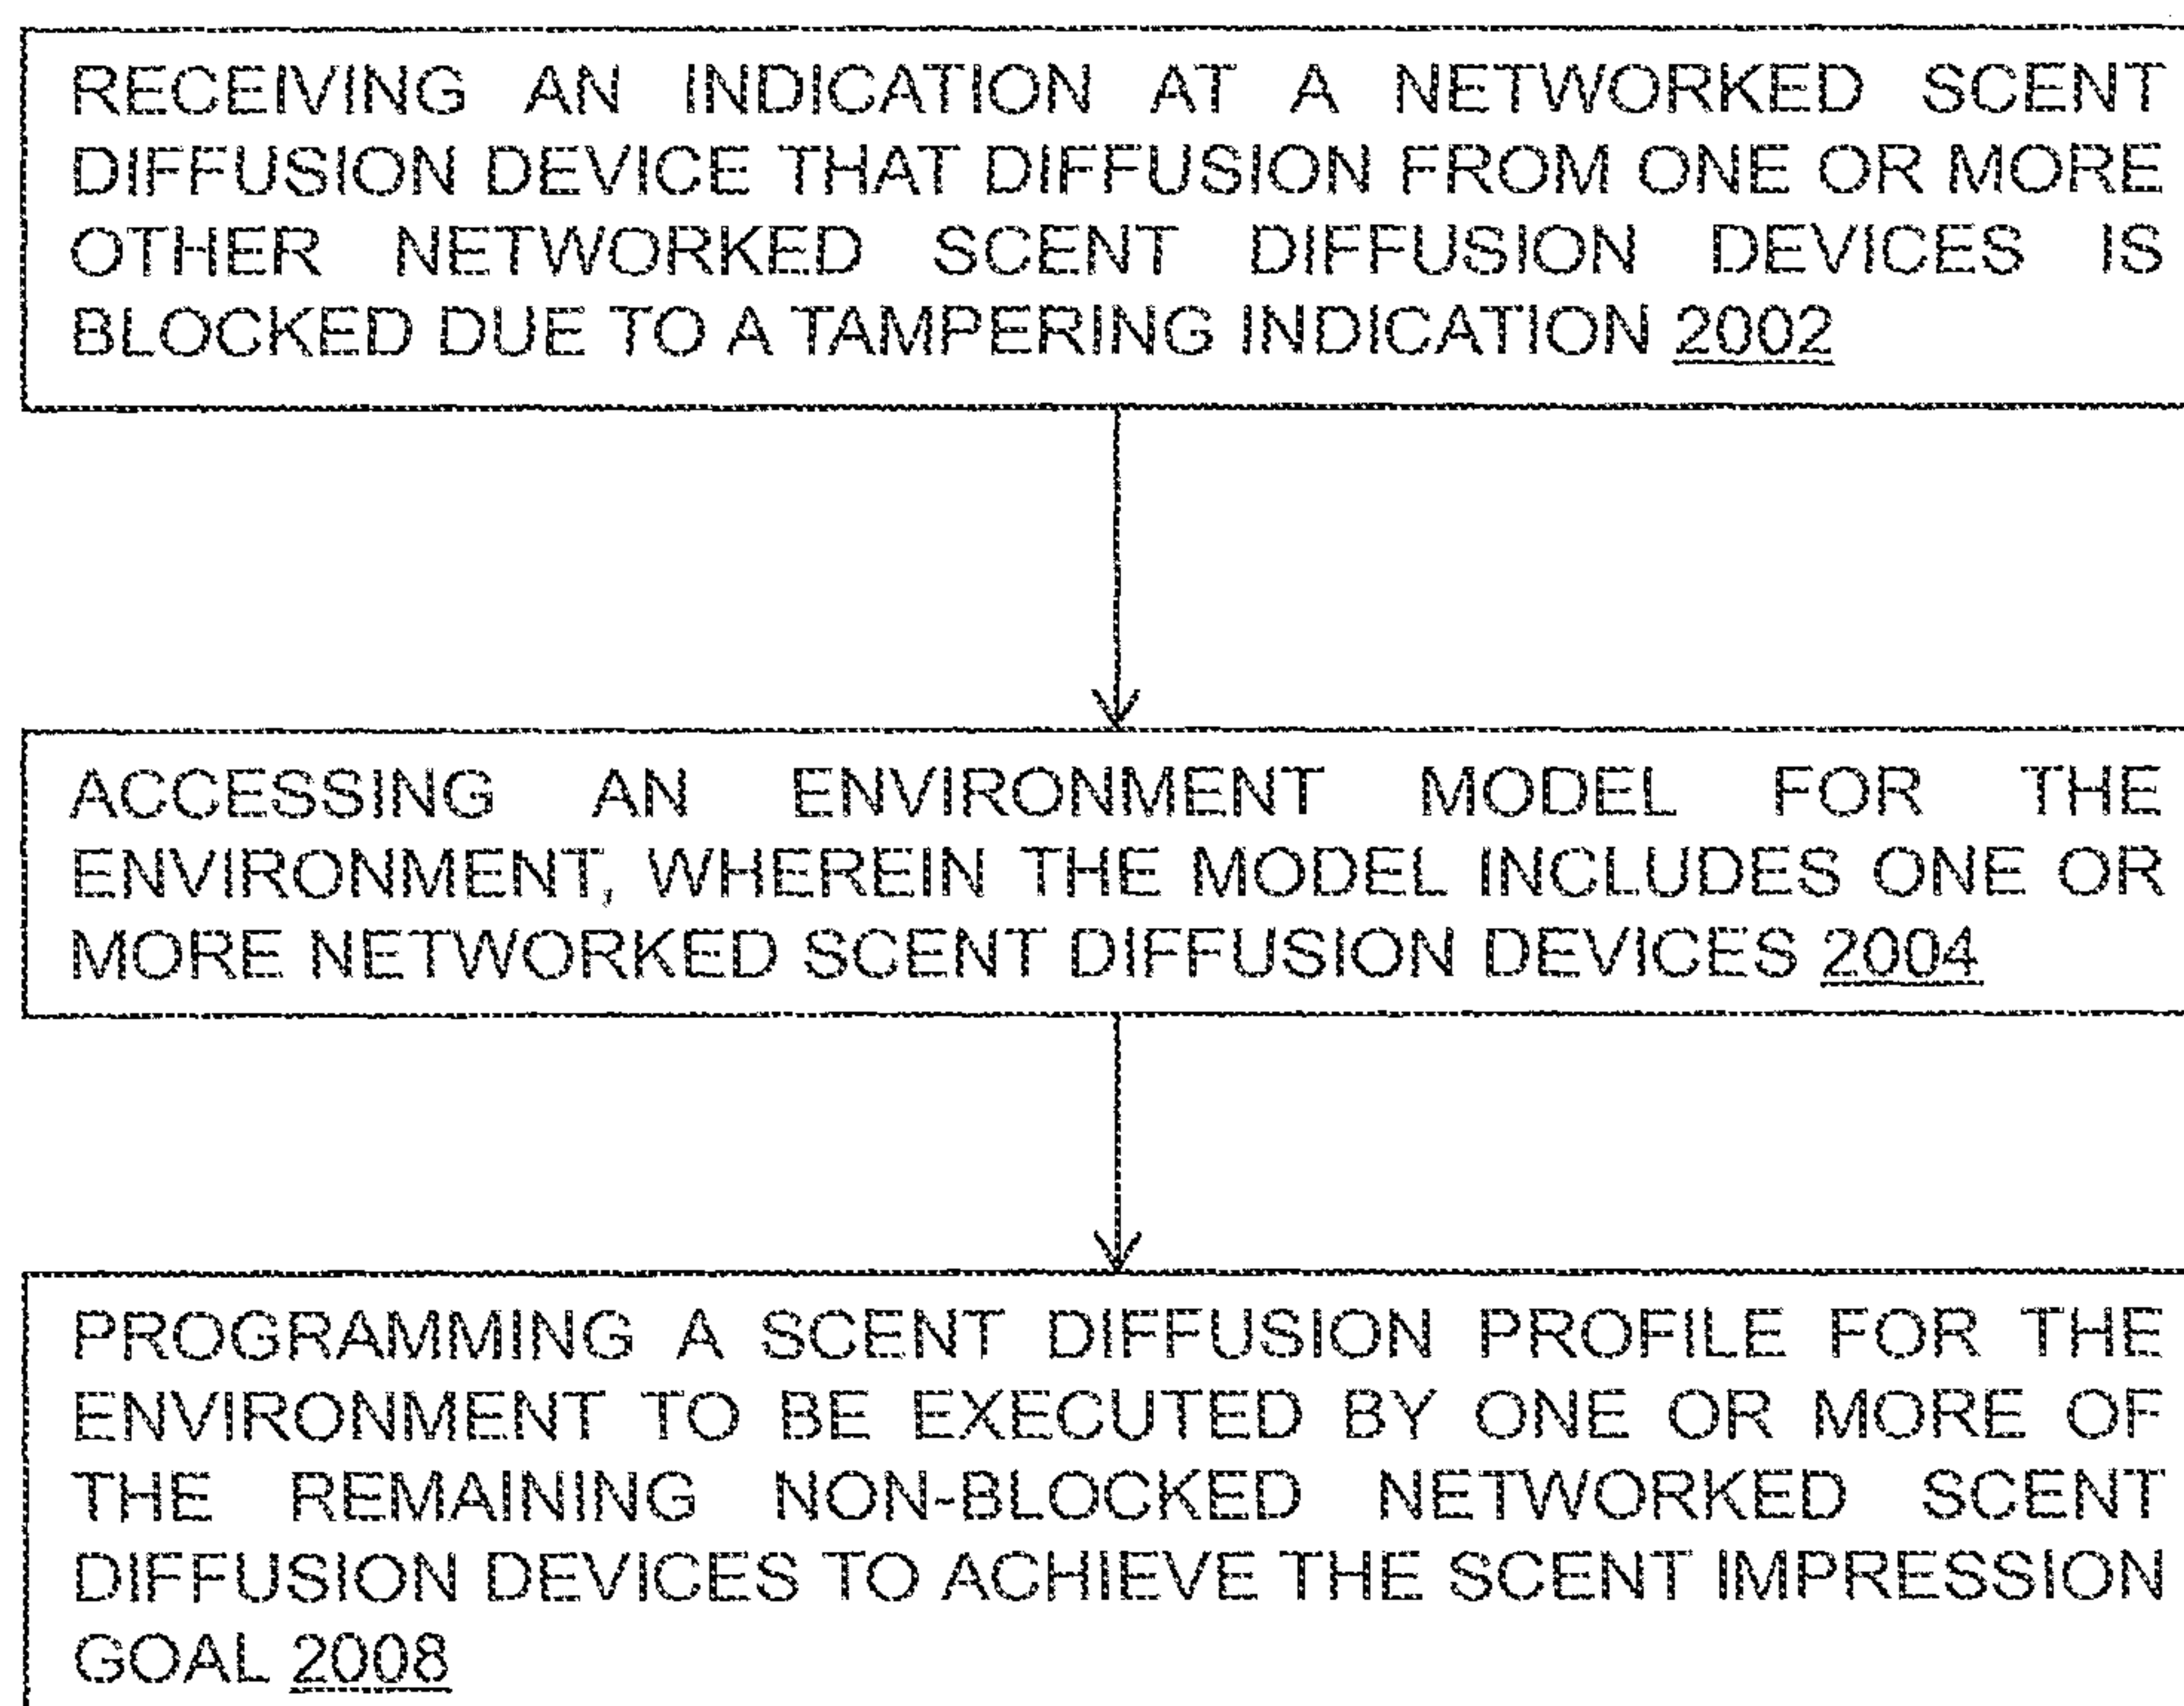 RECEIVING AN INDICATION AT A NETWORKED SCENT
DIFFUSION DEVICE THAT DIFFUSION FROM ONE OR MORE
OTHER NETWORKED SCENT DIFFUSION DEVICES IS
BLOCKED DUE TO A TAMPERING INDICATION 2002
ACCESSING AN ENVIRONMENT MODEL FOR THE
ENVIRONMENT, WHEREIN THE MODEL INCLUDES ONE OR
MORE NETWORKED SCENT DIFFUSION DEVICES 2004
PROGRAMMING A SCENT DIFFUSION PROFILE FOR THE
ENVIRONMENT TO BE EXECUTED BY ONE OR MORE OF
THE REMAINING NON-BLOCKED NETWORKED SCENT
DIFFUSION DEVICES TO ACHIEVE THE SCENT IMPRESSION
GOAL 2008